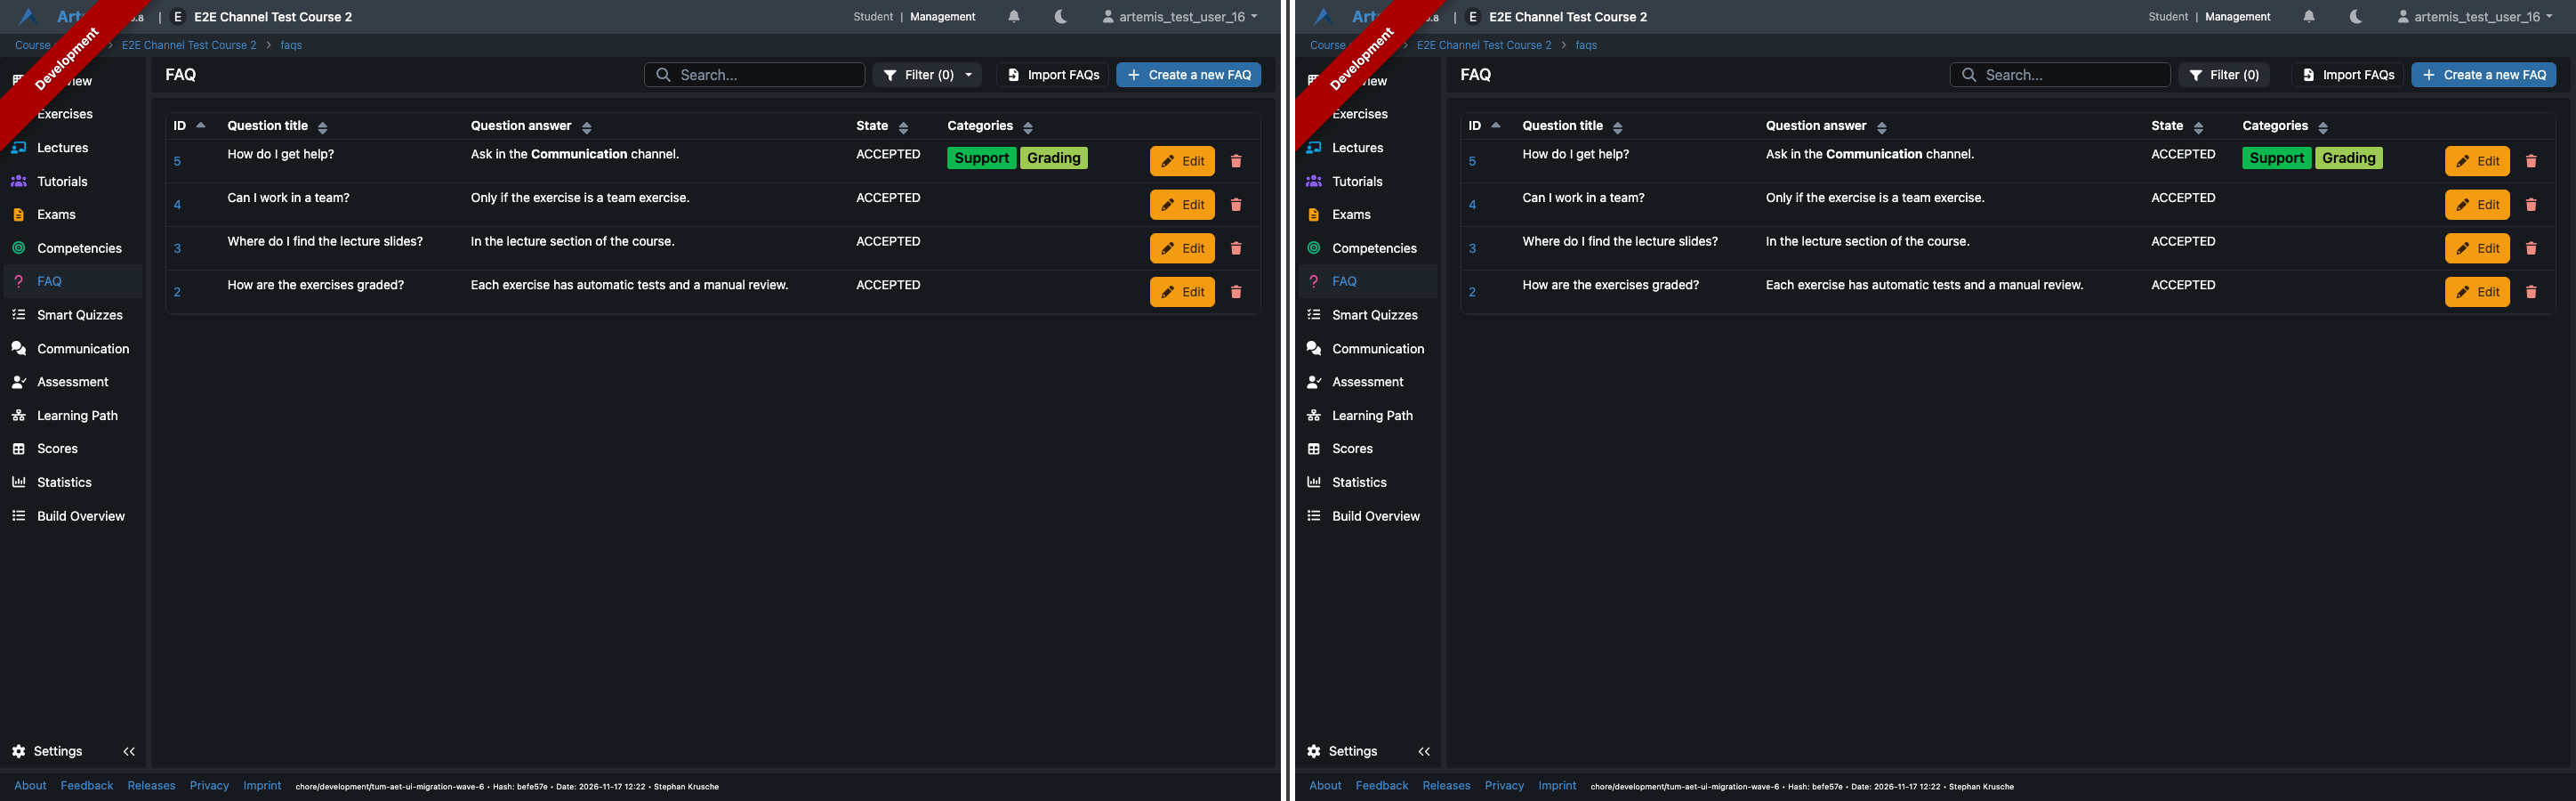 E E2E Channel Test Course 2 Student | Management artemis_test_user_16
Development
E2E Channel Test Course 2 > faqs
FAQ Search... Filter (0) Import FAQs Create a new FAQ
Exercises
Lectures
Tutorials
Exams
Competencies
FAQ
Smart Quizzes
Communication
Assessment
Learning Path
Scores
Statistics
Build Overview
Settings
ID Question title Question answer State Categories
5 How do I get help? Ask in the Communication channel. ACCEPTED Support Grading Edit
4 Can I work in a team? Only if the exercise is a team exercise. ACCEPTED Edit
3 Where do I find the lecture slides? In the lecture section of the course. ACCEPTED Edit
2 How are the exercises graded? Each exercise has automatic tests and a manual review. ACCEPTED Edit
About Feedback Releases Privacy Imprint chore/development/tum-aet-ui-migration-wave-6 • Hash: befe57e • Date: 2026-11-17 12:22 • Stephan Krusche
E E2E Channel Test Course 2 Student | Management artemis_test_user_16
Development
E2E Channel Test Course 2 > faqs
FAQ Search... Filter (0) Import FAQs Create a new FAQ
Exercises
Lectures
Tutorials
Exams
Competencies
FAQ
Smart Quizzes
Communication
Assessment
Learning Path
Scores
Statistics
Build Overview
Settings
ID Question title Question answer State Categories
5 How do I get help? Ask in the Communication channel. ACCEPTED Support Grading Edit
4 Can I work in a team? Only if the exercise is a team exercise. ACCEPTED Edit
3 Where do I find the lecture slides? In the lecture section of the course. ACCEPTED Edit
2 How are the exercises graded? Each exercise has automatic tests and a manual review. ACCEPTED Edit
About Feedback Releases Privacy Imprint chore/development/tum-aet-ui-migration-wave-6 • Hash: befe57e • Date: 2026-11-17 12:22 • Stephan Krusche